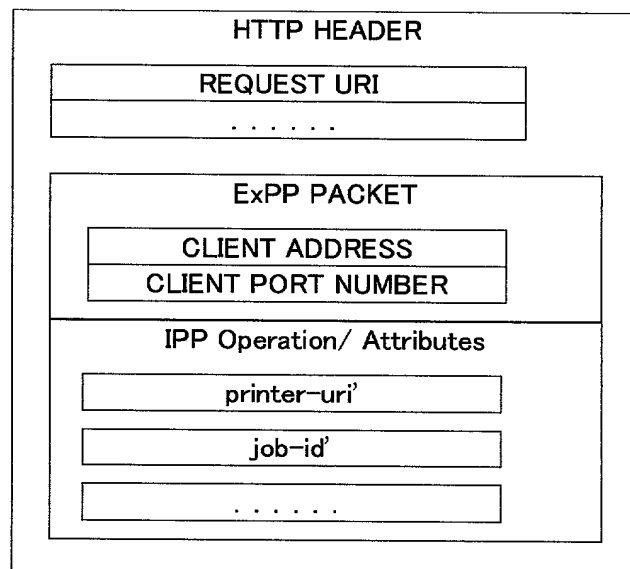 HTTP HEADER
REQUEST URI
. . . . . .
ExPP PACKET
CLIENT ADDRESS
CLIENT PORT NUMBER
IPP Operation/ Attributes
printer-uri'
job-id'
. . . . . .